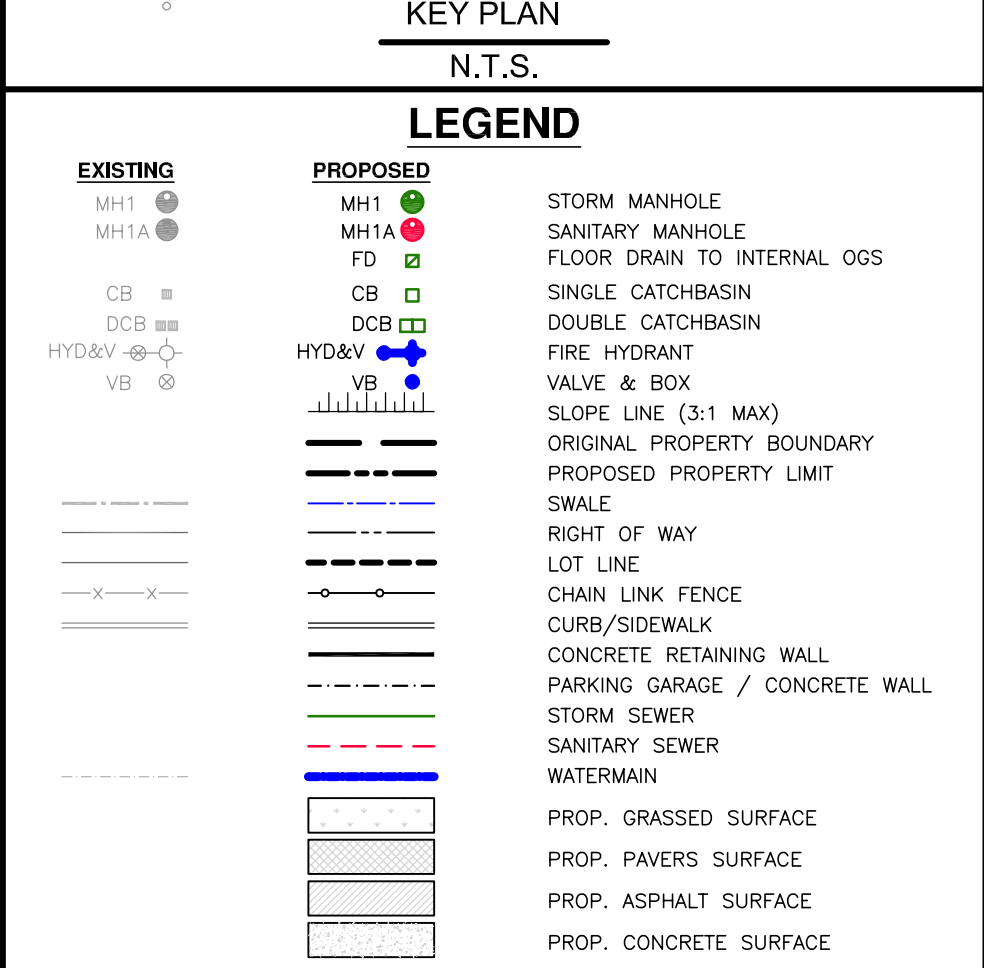 KEY PLAN
N.T.S.
LEGEND
EXISTING PROPOSED
MH1 MH1 STORM MANHOLE
MH1A MH1A SANITARY MANHOLE
FD FLOOR DRAIN TO INTERNAL OGS
CB CB SINGLE CATCHBASIN
DCB DCB DOUBLE CATCHBASIN
HYD&V HYD&V FIRE HYDRANT
VB VB VALVE & BOX
SLOPE LINE (3:1 MAX)
ORIGINAL PROPERTY BOUNDARY
PROPOSED PROPERTY LIMIT
SWALE
RIGHT OF WAY
LOT LINE
X X CHAIN LINK FENCE
CURB/SIDEWALK
CONCRETE RETAINING WALL
PARKING GARAGE / CONCRETE WALL
STORM SEWER
SANITARY SEWER
WATERMAIN
PROP. GRASSED SURFACE
PROP. PAVERS SURFACE
PROP. ASPHALT SURFACE
PROP. CONCRETE SURFACE